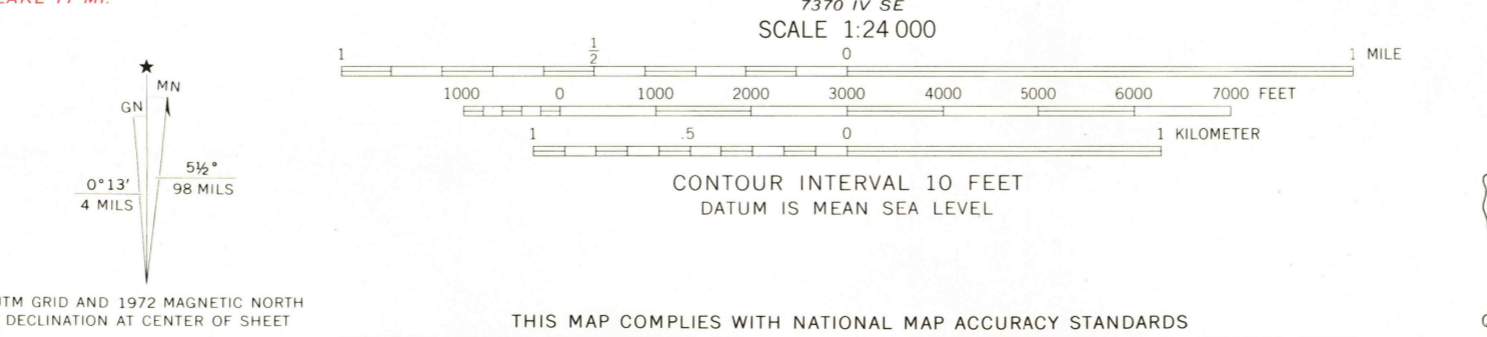 LAKE 11 MI.
7370 IV SE
SCALE 1:24 000
1 1/2 0 1 MILE
1000 0 1000 2000 3000 4000 5000 6000 7000 FEET
1 .5 0 1 KILOMETER
CONTOUR INTERVAL 10 FEET
DATUM IS MEAN SEA LEVEL
★
MN
GN
5½°
98 MILS
0°13′
4 MILS
UTM GRID AND 1972 MAGNETIC NORTH
DECLINATION AT CENTER OF SHEET
THIS MAP COMPLIES WITH NATIONAL MAP ACCURACY STANDARDS